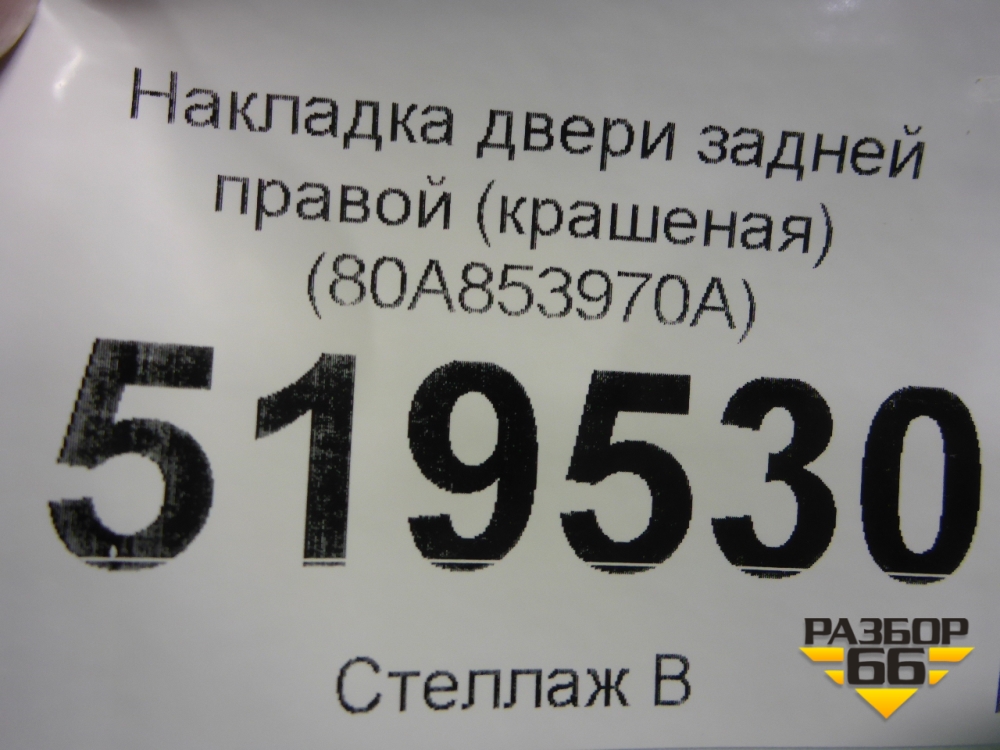 Накладка двери задней
правой (крашеная)
(80A853970A)
519530
Стеллаж В
РАЗБОР
66